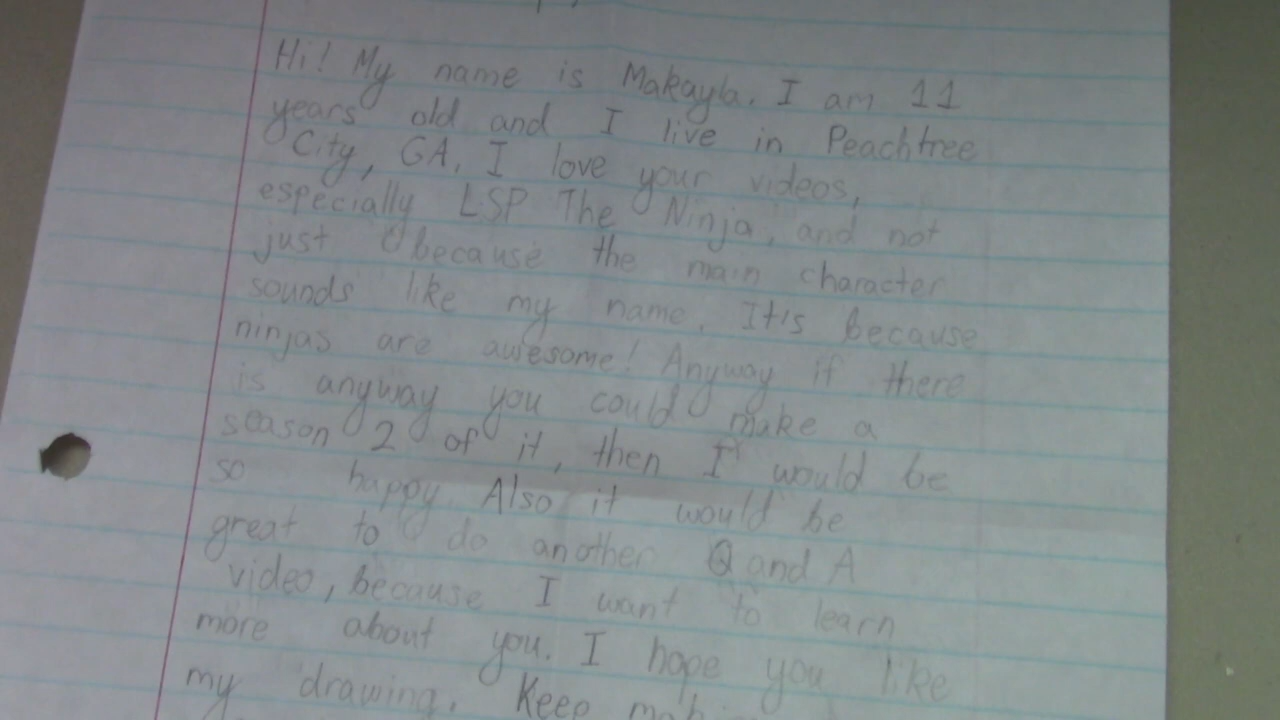 Hi! My name is Makayla. I am 11
years old and I live in Peachtree
City, GA. I love your videos,
especially LSP The Ninja, and not
just because the main character
sounds like my name. It's because
ninjas are awesome! Anyway if there
is anyway you could make a
season 2 of it, then I would be
so happy. Also it would be
great to do another Q and A
video, because I want to learn
more about you. I hope you like
my drawing. Keep